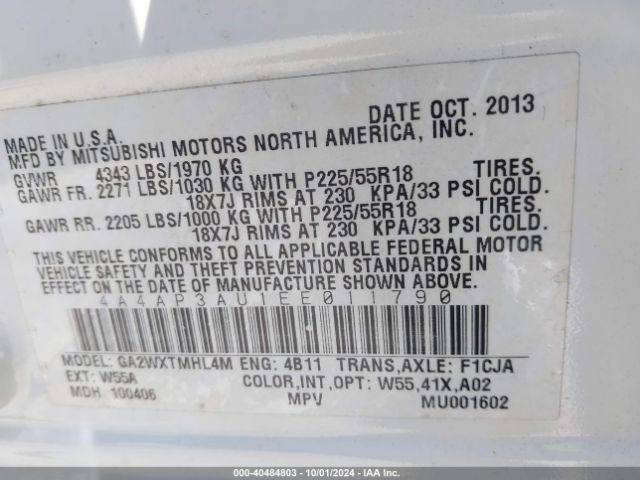 DATE OCT. 2013
MADE IN U.S.A.
MFD BY MITSUBISHI MOTORS NORTH AMERICA, INC.
GVWR 4343 LBS/1970 KG
GAWR FR. 2271 LBS/1030 KG WITH P225/55R18 TIRES.
18X7J RIMS AT 230 KPA/33 PSI COLD.
GAWR RR. 2205 LBS/1000 KG WITH P225/55R18 TIRES.
18X7J RIMS AT 230 KPA/33 PSI COLD.
THIS VEHICLE CONFORMS TO ALL APPLICABLE FEDERAL MOTOR
VEHICLE SAFETY AND THEFT PREVENTION STANDARDS IN
EFFECT ON THE DATE OF MANUFACTURE SHOWN ABOVE.
4A4AP3AU1EE011790
MODEL: GA2WXTMHL4M ENG: 4B11 TRANS,AXLE: F1CJA
EXT: W55A COLOR,INT,OPT: W55,41X,A02
MDH 100406 MPV MU001602
000-40484803 - 10/01/2024 - IAA Inc.